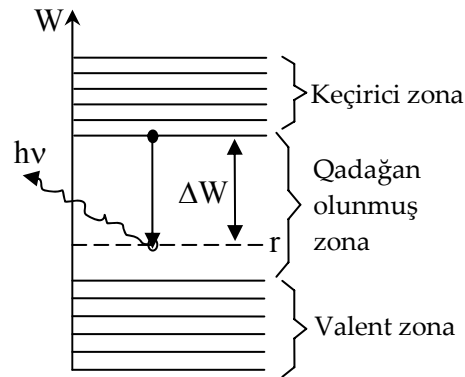 W
Keçirici zona
hν
ΔW
Qadağan
olunmuş
zona
r
Valent zona